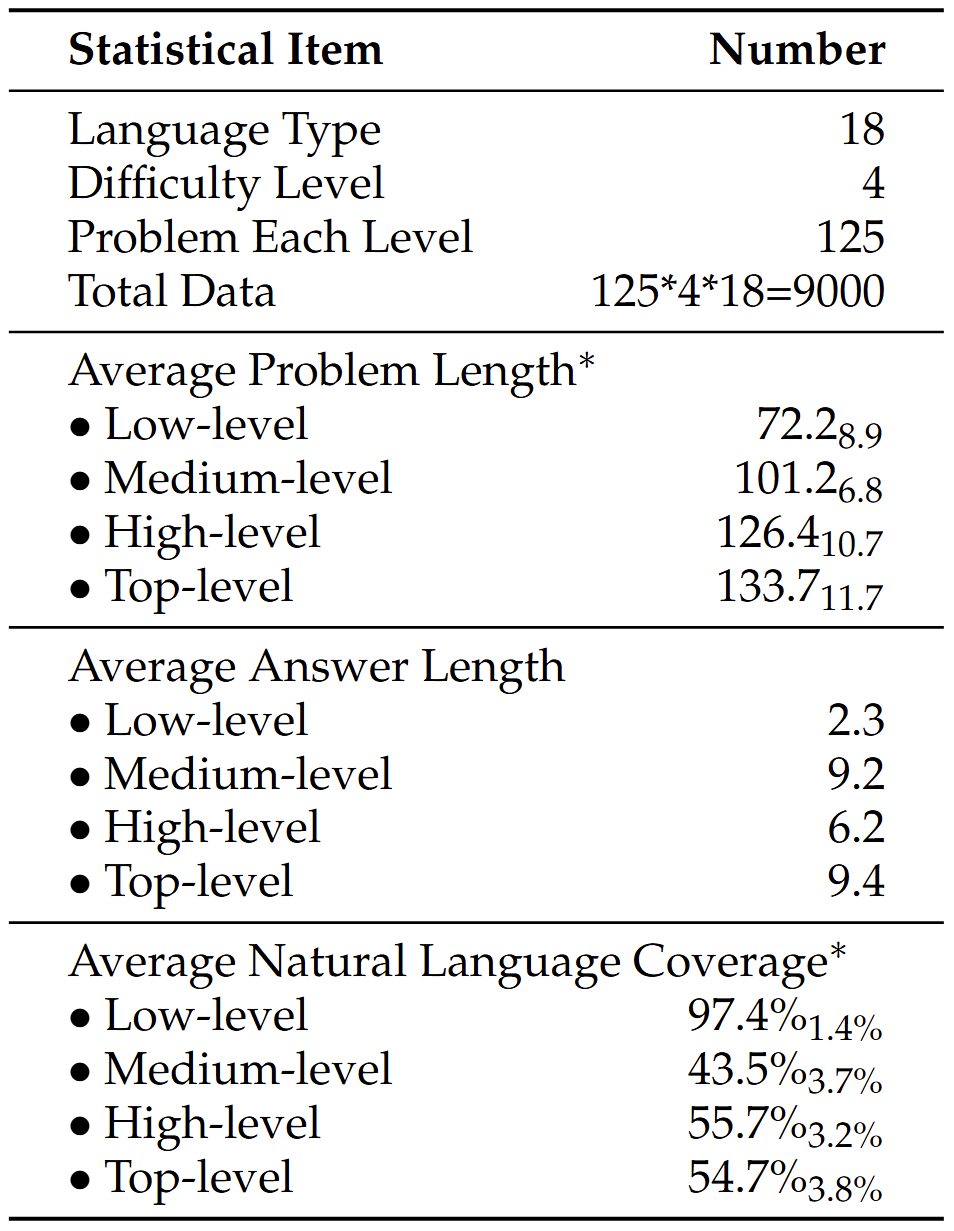 Statistical Item Number
Language Type 18
Difficulty Level 4
Problem Each Level 125
Total Data 125*4*18=9000
Average Problem Length*
• Low-level 72.2 8.9
• Medium-level 101.2 6.8
• High-level 126.4 10.7
• Top-level 133.7 11.7
Average Answer Length
• Low-level 2.3
• Medium-level 9.2
• High-level 6.2
• Top-level 9.4
Average Natural Language Coverage*
• Low-level 97.4% 1.4%
• Medium-level 43.5% 3.7%
• High-level 55.7% 3.2%
• Top-level 54.7% 3.8%